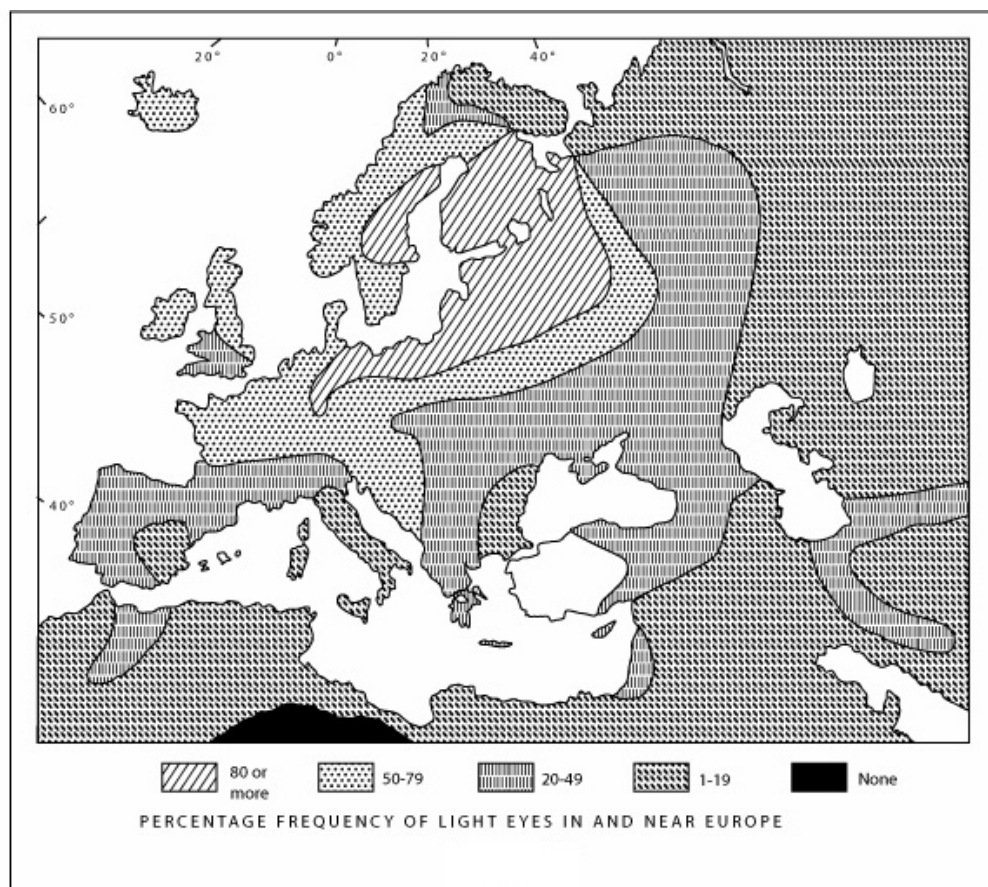 20° 0° 20° 40°
60°
50°
40°
80 or more
50-79
20-49
1-19
None
PERCENTAGE FREQUENCY OF LIGHT EYES IN AND NEAR EUROPE